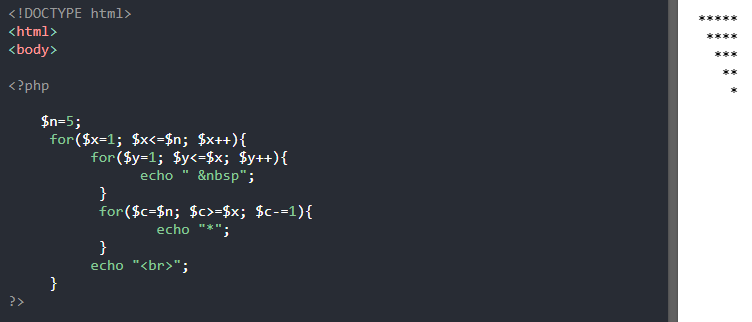 <!DOCTYPE html>
<html>
<body>
<?php
$n=5;
for($x=1; $x<=$n; $x++){
for($y=1; $y<=$x; $y++){
echo " &nbsp";
}
for($c=$n; $c>=$x; $c-=1){
echo "*";
}
echo "<br>";
}
?>
*****
****
***
**
*